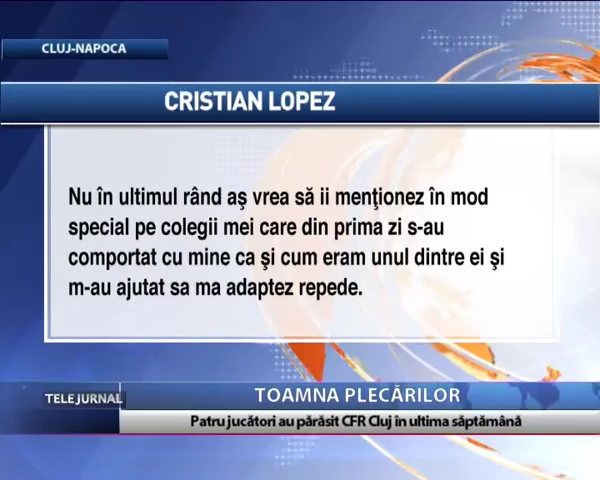 CLUJ-NAPOCA
CRISTIAN LOPEZ
Nu în ultimul rând aş vrea să ii menţionez în mod
special pe colegii mei care din prima zi s-au
comportat cu mine ca şi cum eram unul dintre ei şi
m-au ajutat sa ma adaptez repede.
TELEJURNAL
TOAMNA PLECĂRILOR
Patru jucători au părăsit CFR Cluj în ultima săptămână